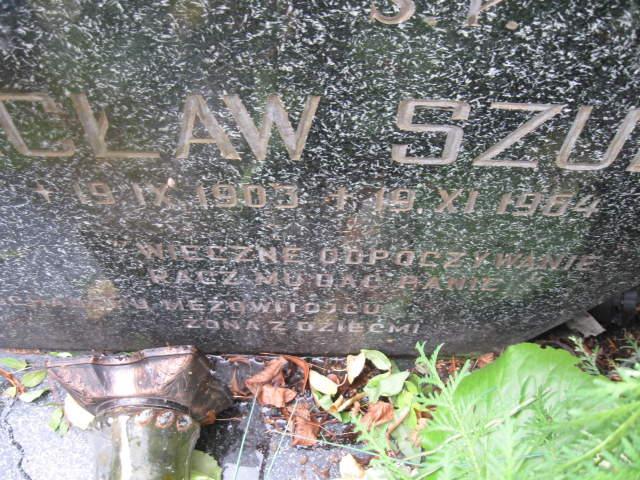 Ś.P.
CŁAW SZU
+ 19 IX 1903 + 19 XI 1964
"WIECZNE ODPOCZYWANIE
RACZ MU DAĆ PANIE"
MĘŻOWI I OJCU
ŻONA Z DZIEĆMI